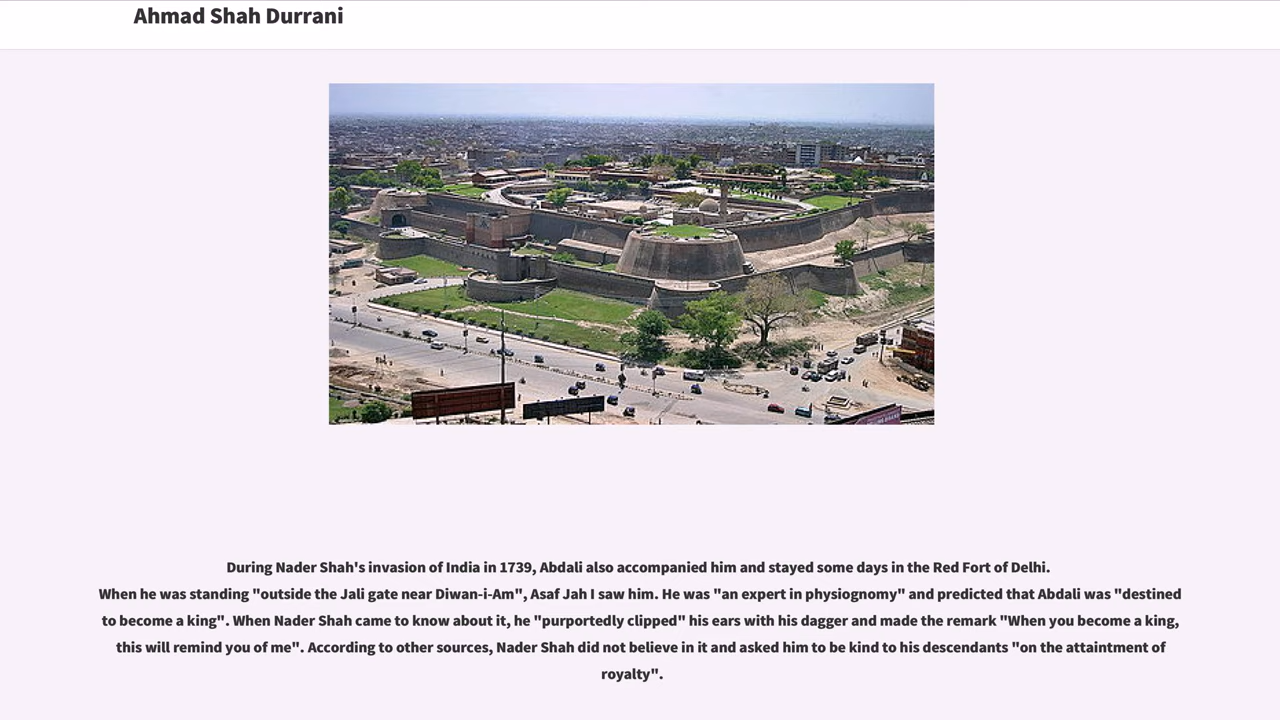 Ahmad Shah Durrani
During Nader Shah's invasion of India in 1739, Abdali also accompanied him and stayed some days in the Red Fort of Delhi.
When he was standing "outside the Jali gate near Diwan-i-Am", Asaf Jah I saw him. He was "an expert in physiognomy" and predicted that Abdali was "destined
to become a king". When Nader Shah came to know about it, he "purportedly clipped" his ears with his dagger and made the remark "When you become a king,
this will remind you of me". According to other sources, Nader Shah did not believe in it and asked him to be kind to his descendants "on the attaintment of
royalty".